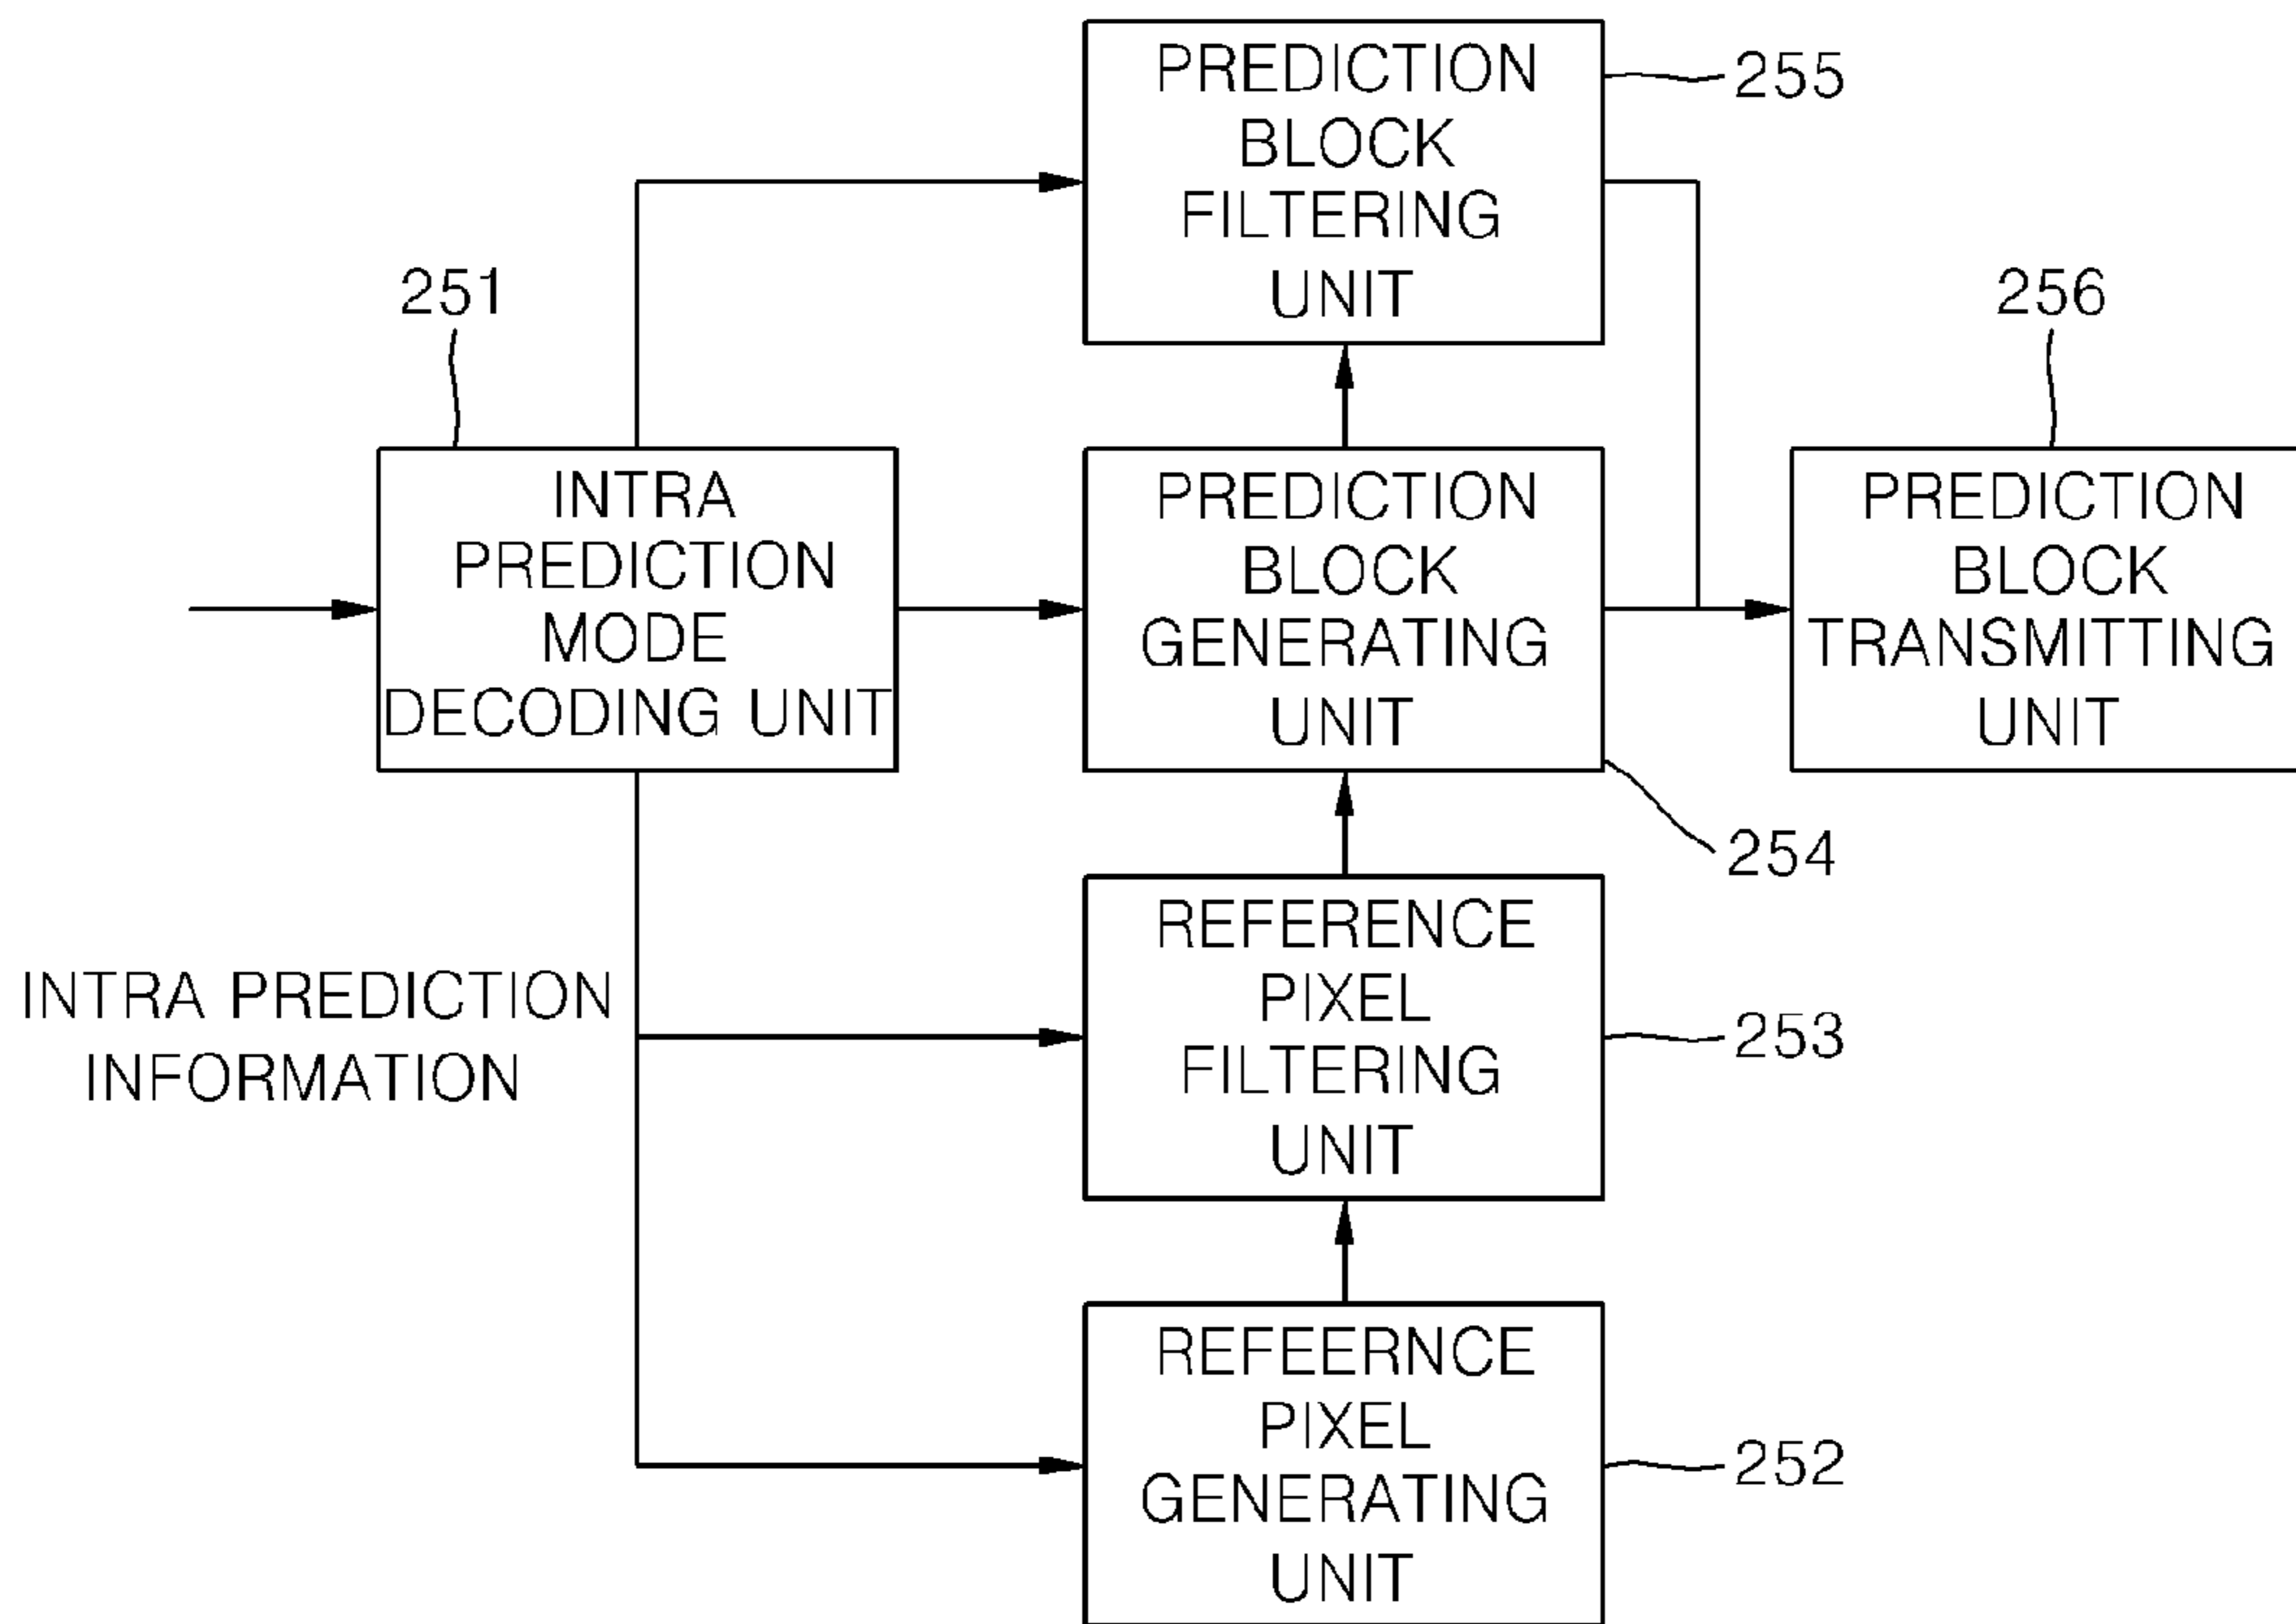 PREDICTION
BLOCK
FILTERING
UNIT
255
251
256
INTRA
PREDICTION
MODE
DECODING UNIT
PREDICTION
BLOCK
GENERATING
UNIT
PREDICTION
BLOCK
TRANSMITTING
UNIT
254
INTRA PREDICTION
INFORMATION
REFERENCE
PIXEL
FILTERING
UNIT
253
REFEERNCE
PIXEL
GENERATING
UNIT
252